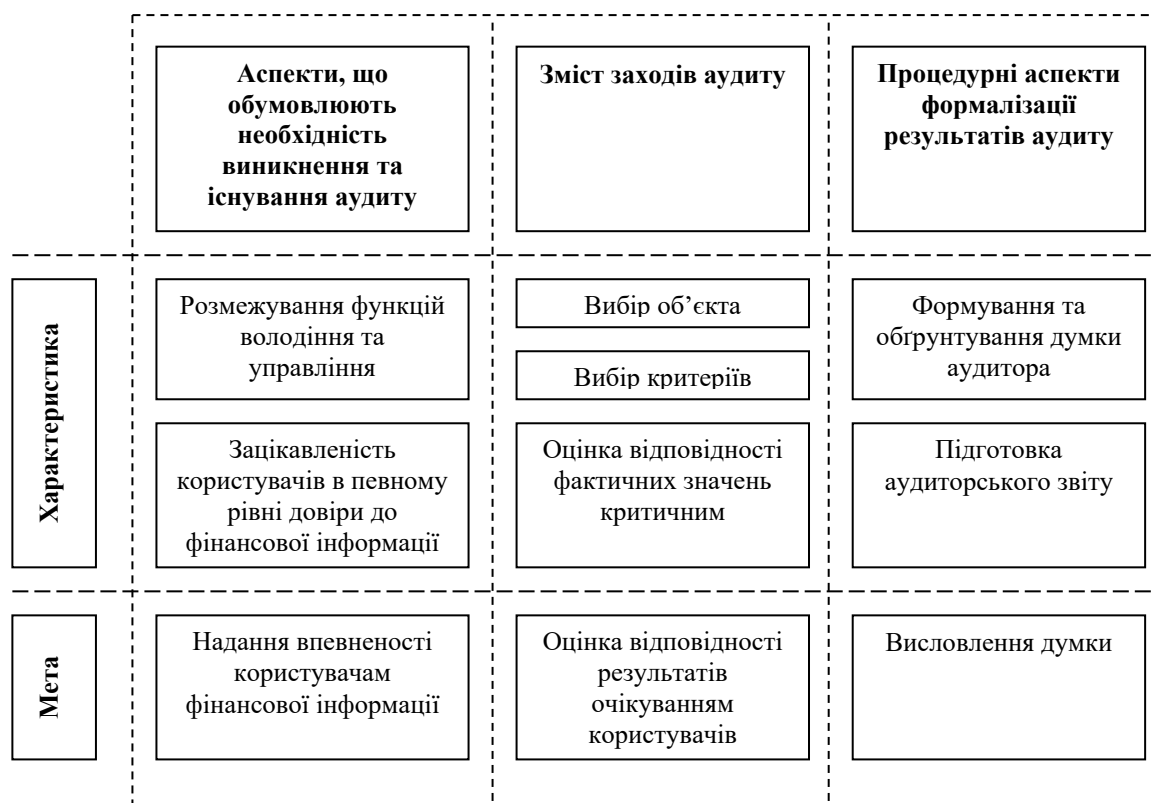 Аспекти, що
обумовлюють
необхідність
виникнення та
існування аудиту
Зміст заходів аудиту
Процедурні аспекти
формалізації
результатів аудиту
Характеристика
Розмежування функцій
володіння та
управління
Вибір об’єкта
Вибір критеріїв
Формування та
обґрунтування думки
аудитора
Зацікавленість
користувачів в певному
рівні довіри до
фінансової інформації
Оцінка відповідності
фактичних значень
критичним
Підготовка
аудиторського звіту
Мета
Надання впевненості
користувачам
фінансової інформації
Оцінка відповідності
результатів
очікуванням
користувачів
Висловлення думки